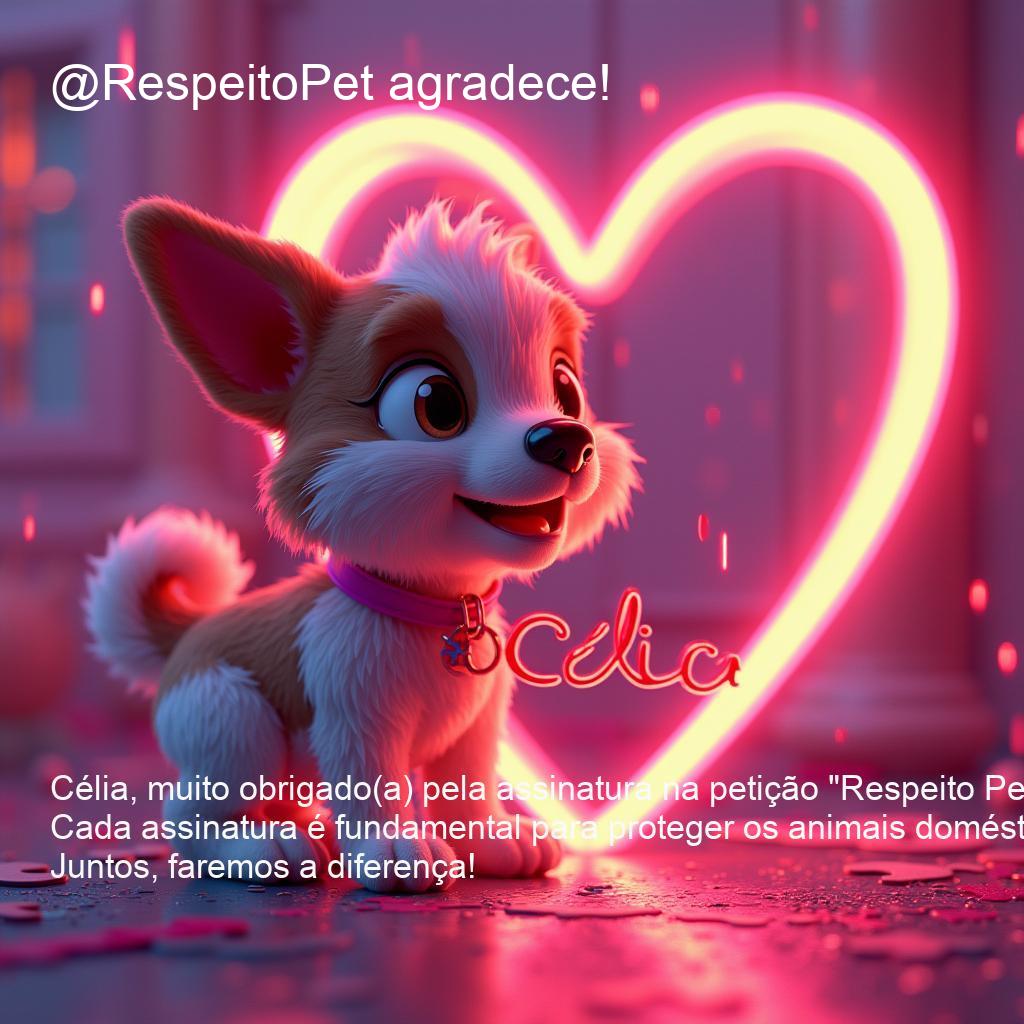 @RespeitoPet agradece!
Célia
Célia, muito obrigado(a) pela assinatura na petição "Respeito Pe
Cada assinatura é fundamental para proteger os animais domést
Juntos, faremos a diferença!